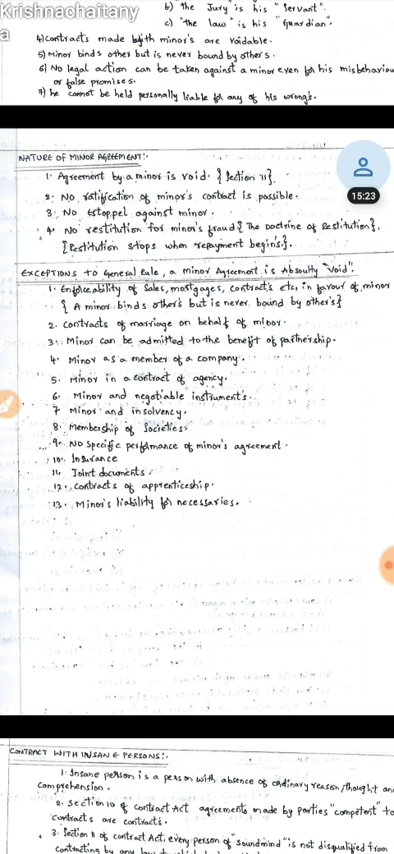 Krishnachaitanya
b) the Jury is his "Servant".
c) "the law" is his "Guardian".
4) Contracts made both minor's are voidable.
5) Minor binds other but is never bound by others.
6) No legal action can be taken against a minor even for his misbehaviou
or false promises.
7) he cannot be held personally liable for any of his wrongs.
NATURE OF MINOR AGREEMENT:-
15:23
1. Agreement by a minor is void. { Section 11}.
2. No ratification of minor's contract is possible.
3. No estoppel against minor.
4. No restitution for minor's fraud { The Doctrine of Restitution}.
[Restitution stops when repayment begins.}.
EXCEPTIONS to General Rule, a minor Agreement is Absoultly "Void".
1. Enforceability of Sales, mortgages, contracts etc, in favour of, minor
{ A minor binds others but is never bound by other's}
2. Contracts of marriage on behalf of minor.
3. Minor can be admitted to the benefit of partnership.
4. Minor as a member of a company.
5. Minor in a contract of agency.
6. Minor and negotiable instruments.
7 Minor and insolvency.
8. Membership of Societies:
9. NO Specific performance of minor's agreement.
10. Insurance
11. Joint documents.
12. Contracts of apprenticeship.
13. Minor's liability for necessaries.
CONTRACT WITH INSANE PERSONS:-
1. Insane person is a person with absence of ordinary reason, thought an
Comprehension.
2. Section 10 of contract Act agreements made by parties "competent" to
contracts are contracts.
3. Section 11 of contract Act, every person of "soundmind" is not disqualified from
contracting by any